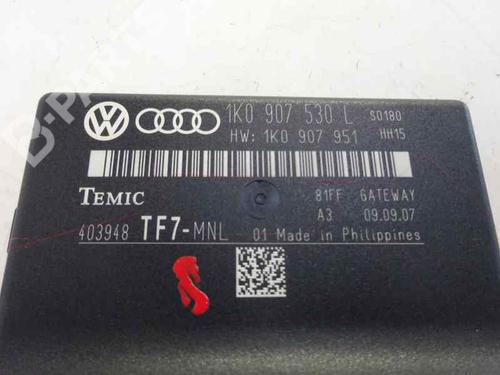 1K0 907 530 L S0180
HW: 1K0 907 951 HH15
TEMIC
81FF GATEWAY
A3 09.09.07
403948 TF7-MNL 01 Made in Philippines